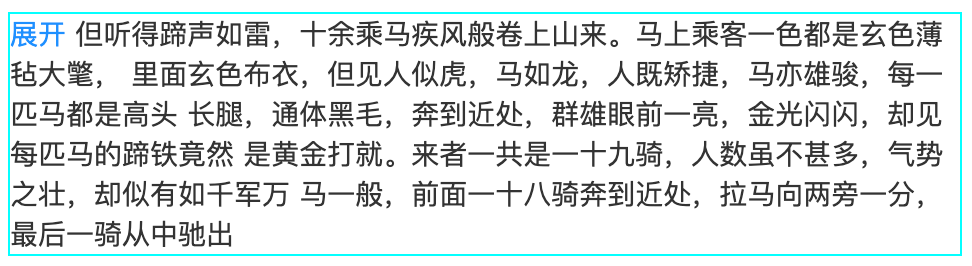 展开 但听得蹄声如雷，十余乘马疾风般卷上山来。马上乘客一色都是玄色薄
毡大氅， 里面玄色布衣，但见人似虎，马如龙，人既矫捷，马亦雄骏，每一
匹马都是高头 长腿，通体黑毛，奔到近处，群雄眼前一亮，金光闪闪，却见
每匹马的蹄铁竟然 是黄金打就。来者一共是一十九骑，人数虽不甚多，气势
之壮，却似有如千军万 马一般，前面一十八骑奔到近处，拉马向两旁一分，
最后一骑从中驰出